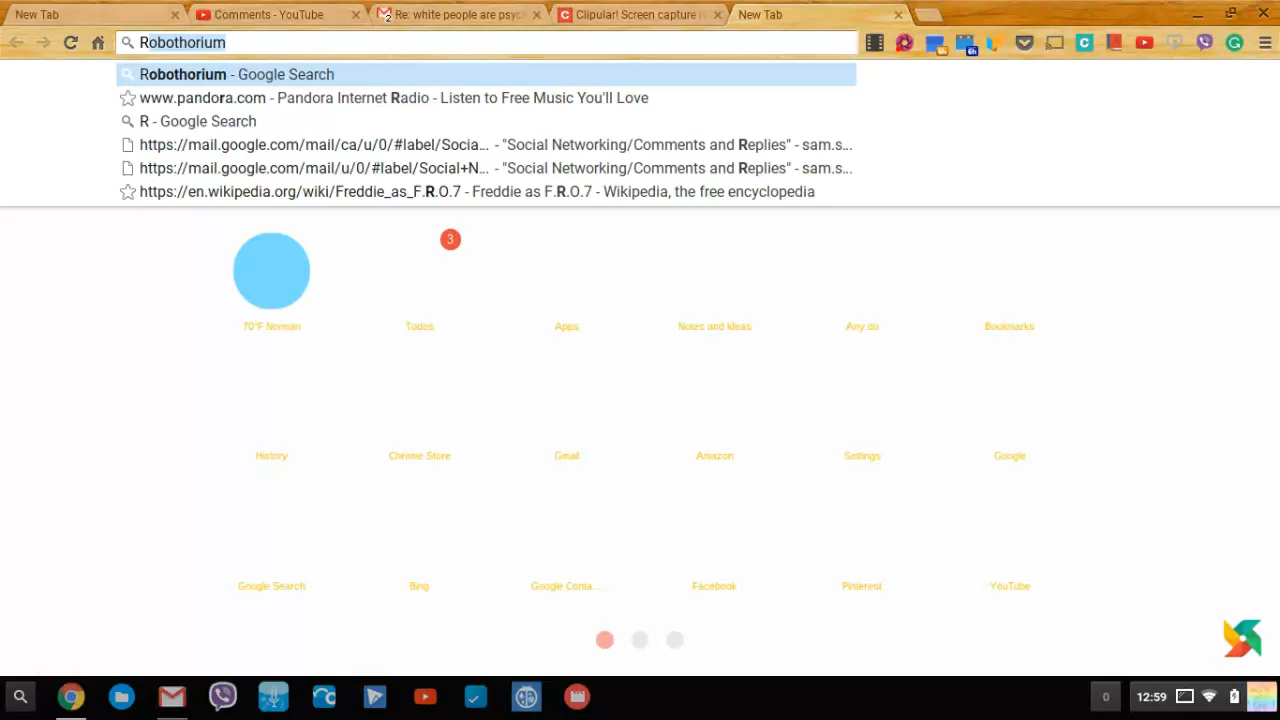 New Tab
Comments - YouTube
2 Re: white people are psyc
C Clipular! Screen capture
New Tab
Robothorium
Robothorium - Google Search
www.pandora.com - Pandora Internet Radio - Listen to Free Music You'll Love
R - Google Search
https://mail.google.com/mail/ca/u/0/#label/Socia... - "Social Networking/Comments and Replies" - sam.s...
https://mail.google.com/mail/u/0/#label/Social+N... - "Social Networking/Comments and Replies" - sam.s...
https://en.wikipedia.org/wiki/Freddie_as_F.R.O.7 - Freddie as F.R.O.7 - Wikipedia, the free encyclopedia
3
70°F Norman Todos Apps Notes and Ideas Any.do Bookmarks
History Chrome Store Gmail Amazon Settings Google
Google Search Bing Google Conta... Facebook Pinterest YouTube
0 12:59